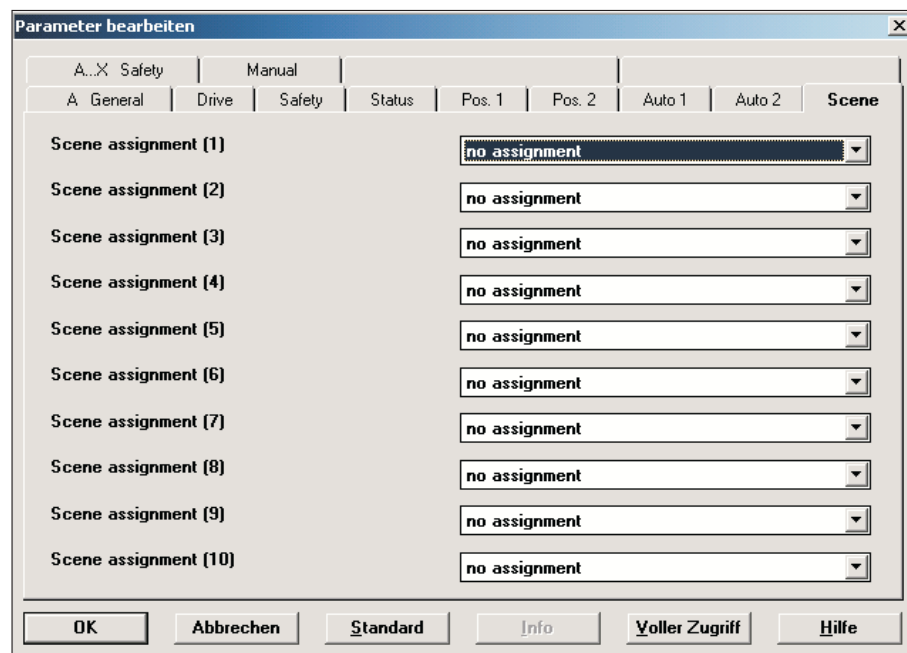 Parameter bearbeiten
A...X Safety Manual
A General Drive Safety Status Pos. 1 Pos. 2 Auto 1 Auto 2 Scene
Scene assignment (1) no assignment
Scene assignment (2) no assignment
Scene assignment (3) no assignment
Scene assignment (4) no assignment
Scene assignment (5) no assignment
Scene assignment (6) no assignment
Scene assignment (7) no assignment
Scene assignment (8) no assignment
Scene assignment (9) no assignment
Scene assignment (10) no assignment
OK Abbrechen Standard Info Voller Zugriff Hilfe